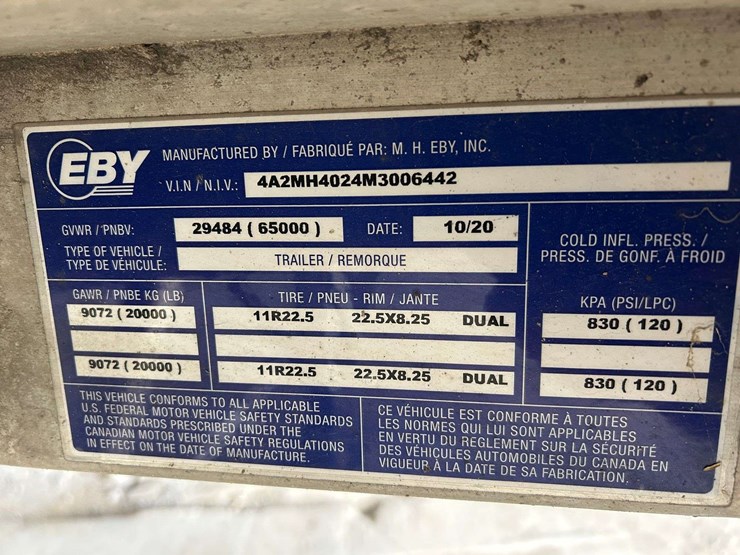 EBY
MANUFACTURED BY / FABRIQUÉ PAR: M. H. EBY, INC.
V.I.N / N.I.V.: 4A2MH4024M3006442
GVWR / PNBV: 29484 ( 65000 ) DATE: 10/20
TYPE OF VEHICLE /
TYPE DE VÉHICULE: TRAILER / REMORQUE
COLD INFL. PRESS. /
PRESS. DE GONF. À FROID
GAWR / PNBE KG (LB) TIRE / PNEU - RIM / JANTE KPA (PSI/LPC)
9072 ( 20000 ) 11R22.5 22.5X8.25 DUAL 830 ( 120 )
9072 ( 20000 ) 11R22.5 22.5X8.25 DUAL 830 ( 120 )
THIS VEHICLE CONFORMS TO ALL APPLICABLE
U.S. FEDERAL MOTOR VEHICLE SAFETY STANDARDS
AND STANDARDS PRESCRIBED UNDER THE
CANADIAN MOTOR VEHICLE SAFETY REGULATIONS
IN EFFECT ON THE DATE OF MANUFACTURE.
CE VÉHICULE EST CONFORME À TOUTES
LES NORMES QUI LUI SONT APPLICABLES
EN VERTU DU REGLEMENT SUR LA SÉCURITÉ
DES VÉHICULES AUTOMOBILES DU CANADA EN
VIGUEUR À LA DATE DE SA FABRICATION.